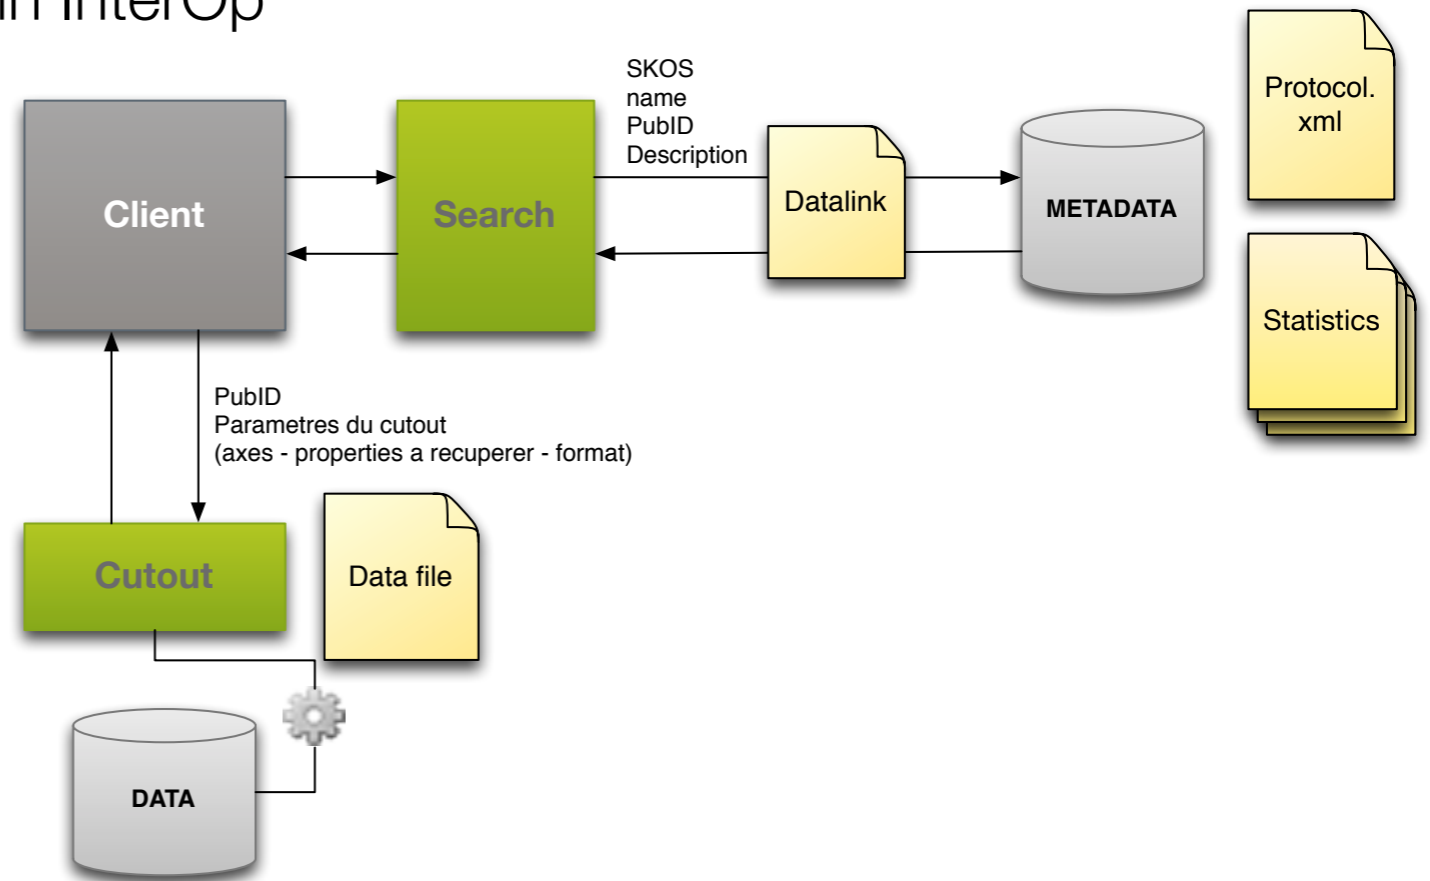 InterOp
SKOS
name
PubID
Description
Protocol.
xml
Client
Search
Datalink
METADATA
Statistics
PubID
Parametres du cutout
(axes - properties a recuperer - format)
Cutout
Data file
DATA